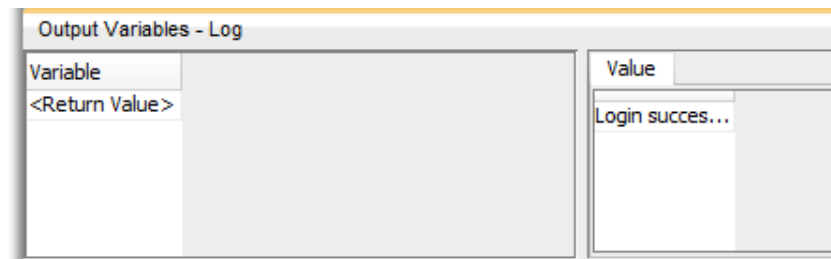 Output Variables - Log
Variable
<Return Value>
Value
Login succes...